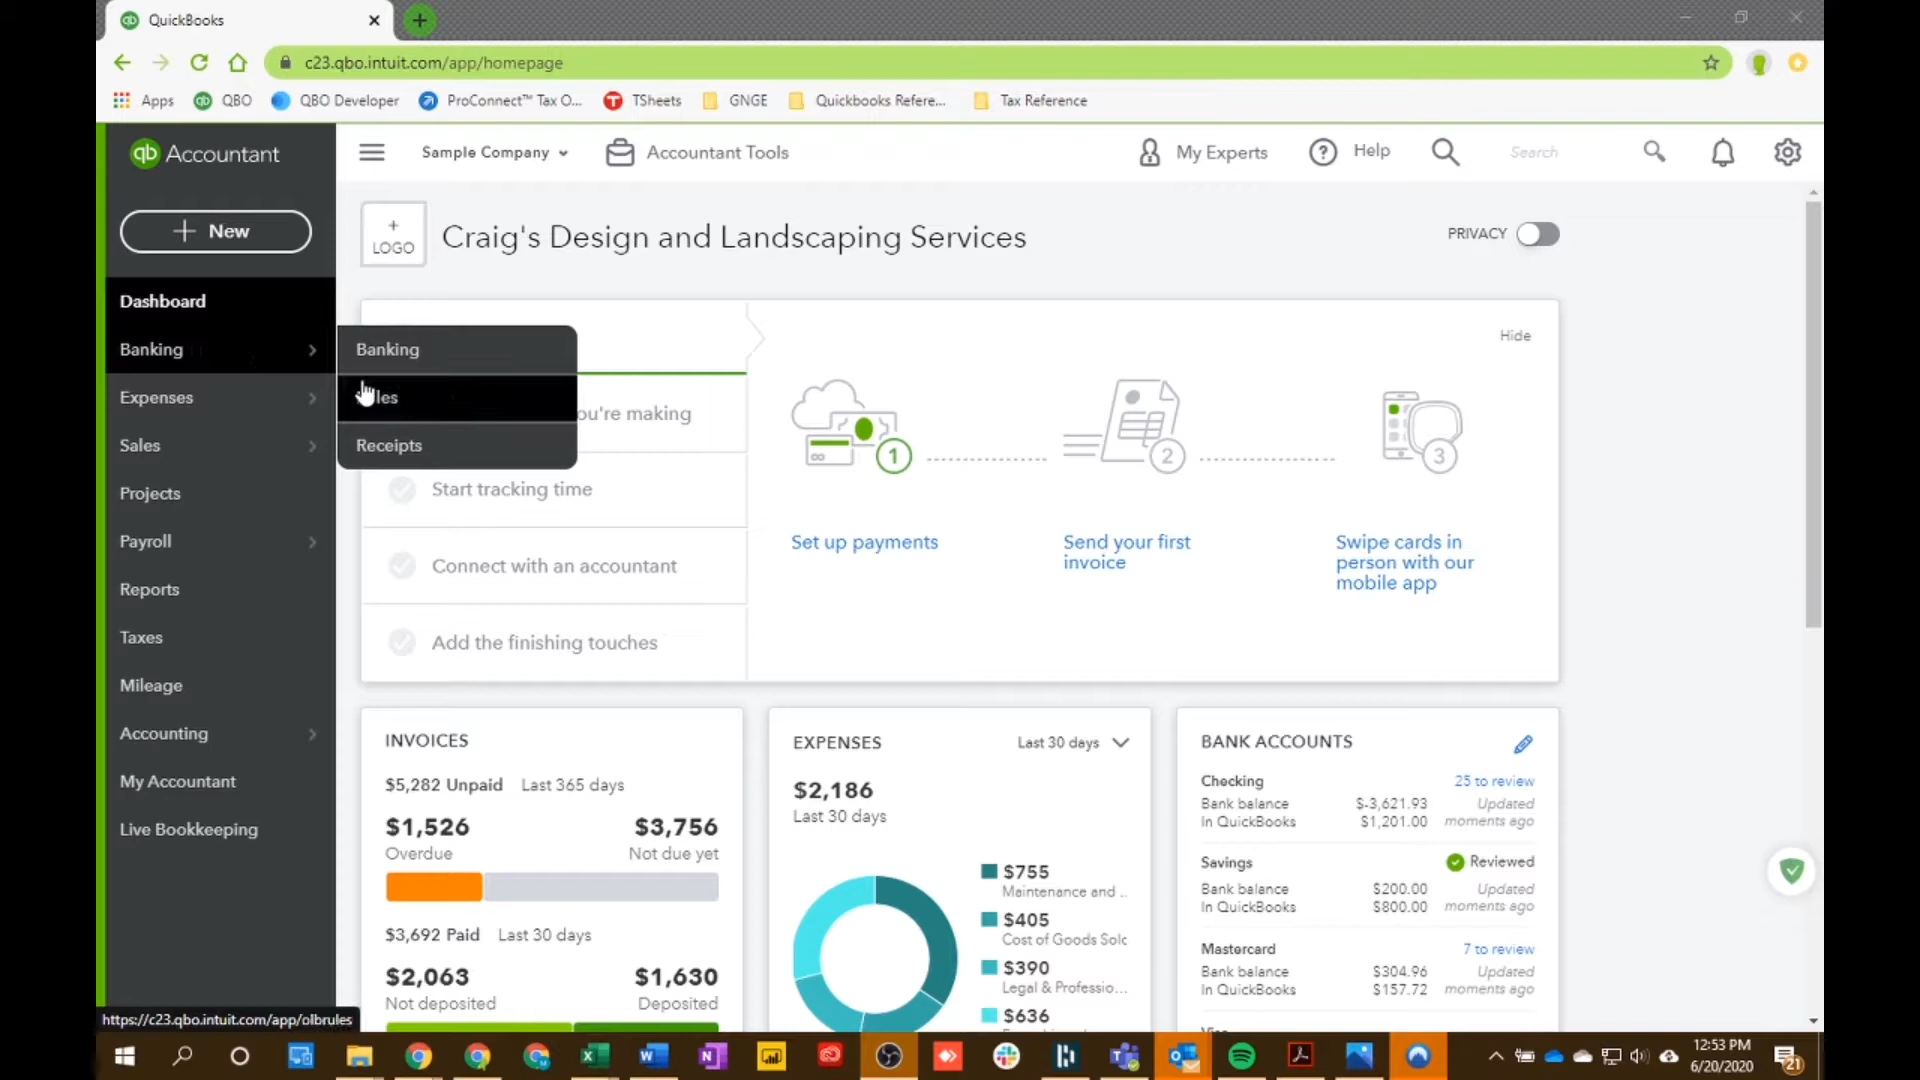 QuickBooks
c23.qbo.intuit.com/app/homepage
Apps
QBO
QBO Developer
ProConnect™ Tax O...
TSheets
GNGE
Quickbooks Refere...
Tax Reference
qb Accountant
Sample Company
Accountant Tools
My Experts
Help
Search
New
+
LOGO
Craig's Design and Landscaping Services
PRIVACY
Dashboard
Banking
Expenses
Sales
Projects
Payroll
Reports
Taxes
Mileage
Accounting
My Accountant
Live Bookkeeping
Banking
les
Receipts
ou're making
Start tracking time
Connect with an accountant
Add the finishing touches
Hide
1
2
3
Set up payments
Send your first
invoice
Swipe cards in
person with our
mobile app
INVOICES
$5,282 Unpaid Last 365 days
$1,526 $3,756
Overdue Not due yet
$3,692 Paid Last 30 days
$2,063 $1,630
Not deposited Deposited
EXPENSES Last 30 days
$2,186
Last 30 days
$755
Maintenance and ..
$405
Cost of Goods Solc
$390
Legal & Professio...
$636
BANK ACCOUNTS
Checking 25 to review
Bank balance $-3,621.93 Updated
In QuickBooks $1,201.00 moments ago
Savings Reviewed
Bank balance $200.00 Updated
In QuickBooks $800.00 moments ago
Mastercard 7 to review
Bank balance $304.96 Updated
In QuickBooks $157.72 moments ago
https://c23.qbo.intuit.com/app/olbrules
12:53 PM
6/20/2020
21